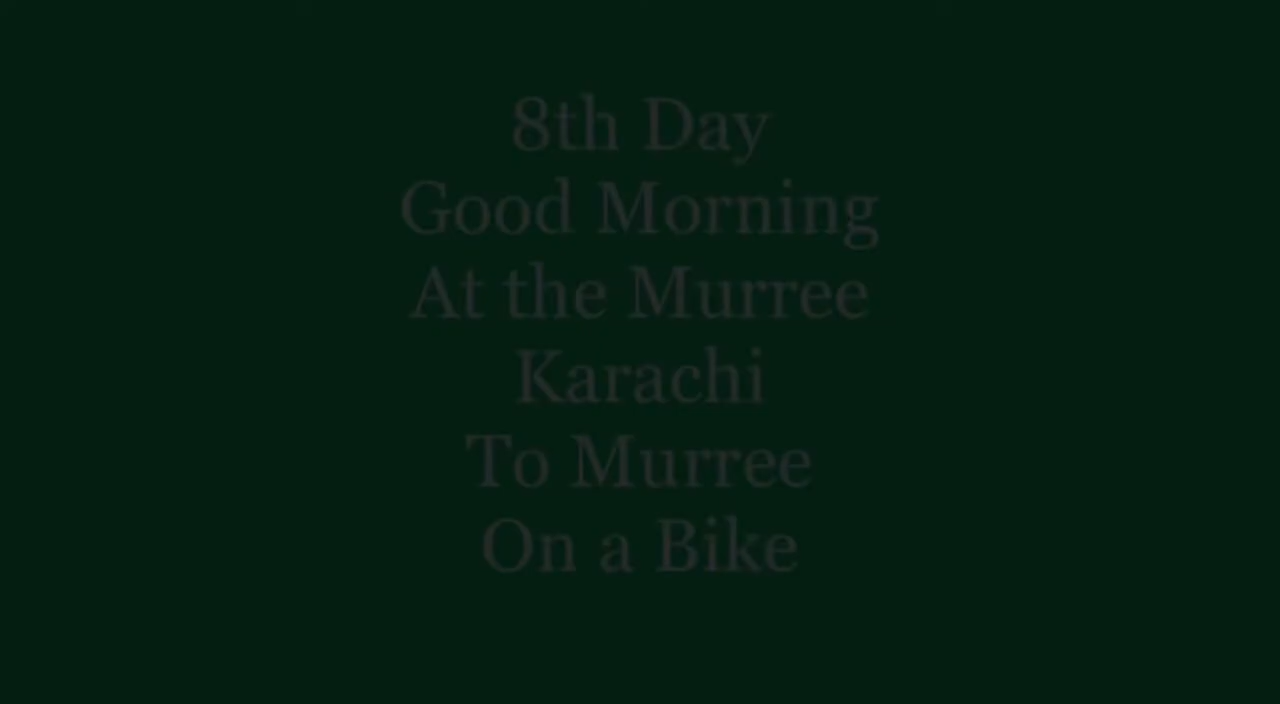 8th Day
Good Morning
At the Murree
Karachi
To Murree
On a Bike